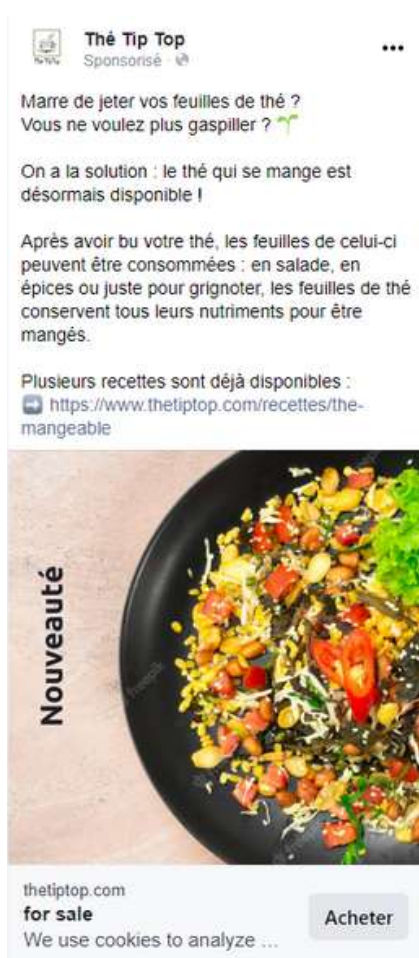 Thé Tip Top
Sponsorisé ·
Marre de jeter vos feuilles de thé ?
Vous ne voulez plus gaspiller ? 🌱
On a la solution : le thé qui se mange est
désormais disponible !
Après avoir bu votre thé, les feuilles de celui-ci
peuvent être consommées : en salade, en
épices ou juste pour grignoter, les feuilles de thé
conservent tous leurs nutriments pour être
mangés.
Plusieurs recettes sont déjà disponibles :
➡️ https://www.thetiptop.com/recettes/the-
mangeable
Nouveauté
freepik
thetiptop.com
for sale
We use cookies to analyze ...
Acheter